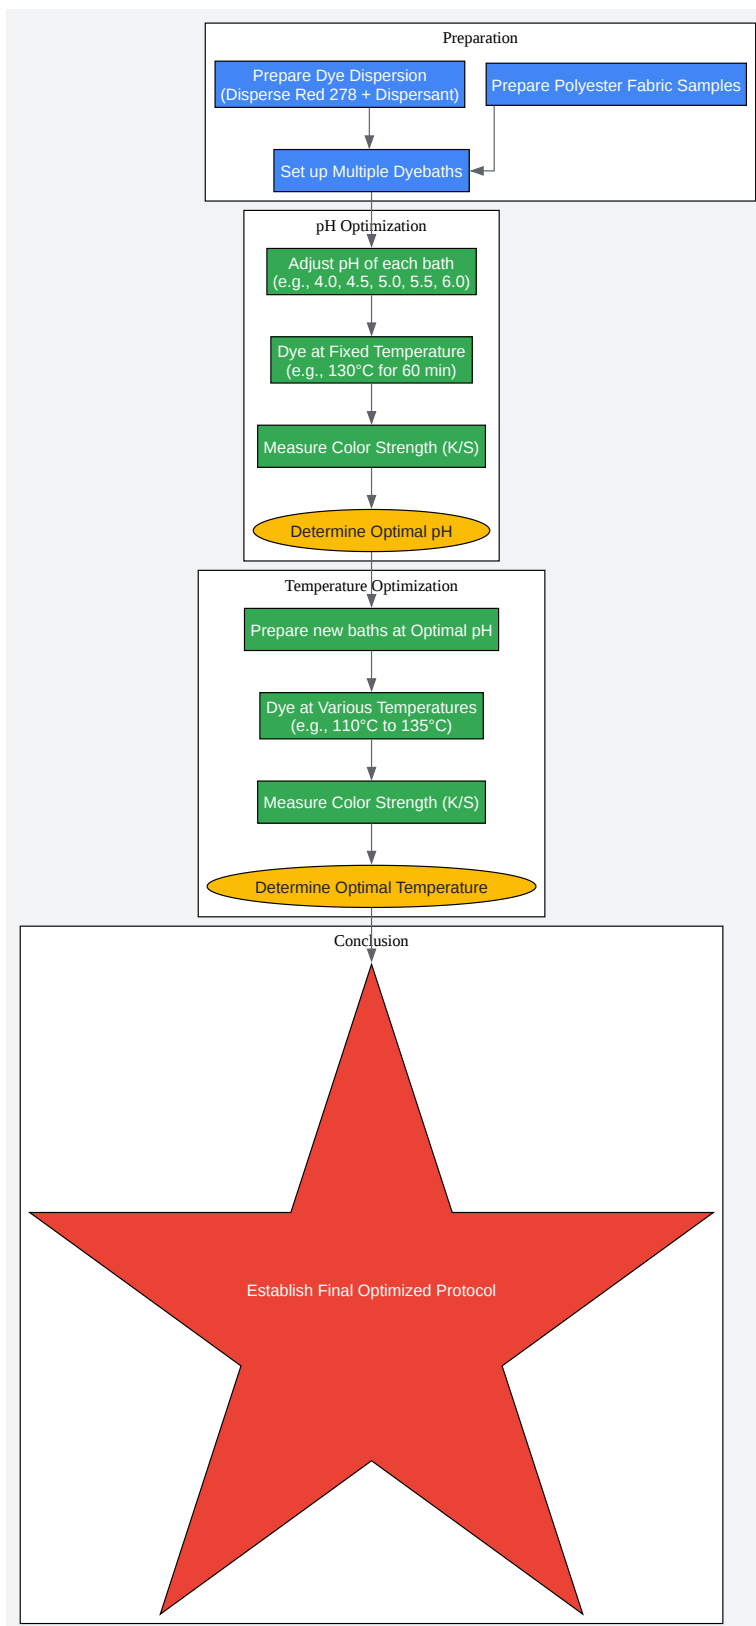 Preparation
Prepare Dye Dispersion
(Disperse Red 278 + Dispersant)
Prepare Polyester Fabric Samples
Set up Multiple Dyebaths
pH Optimization
Adjust pH of each bath
(e.g., 4.0, 4.5, 5.0, 5.5, 6.0)
Dye at Fixed Temperature
(e.g., 130°C for 60 min)
Measure Color Strength (K/S)
Determine Optimal pH
Temperature Optimization
Prepare new baths at Optimal pH
Dye at Various Temperatures
(e.g., 110°C to 135°C)
Measure Color Strength (K/S)
Determine Optimal Temperature
Conclusion
Establish Final Optimized Protocol